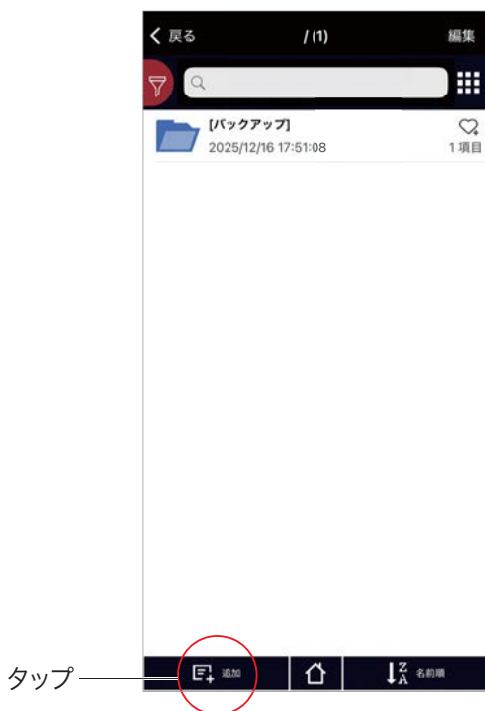 戻る
/ (1)
編集
[バックアップ]
2025/12/16 17:51:08
1 項目
タップ
追加
Z
A
名前順